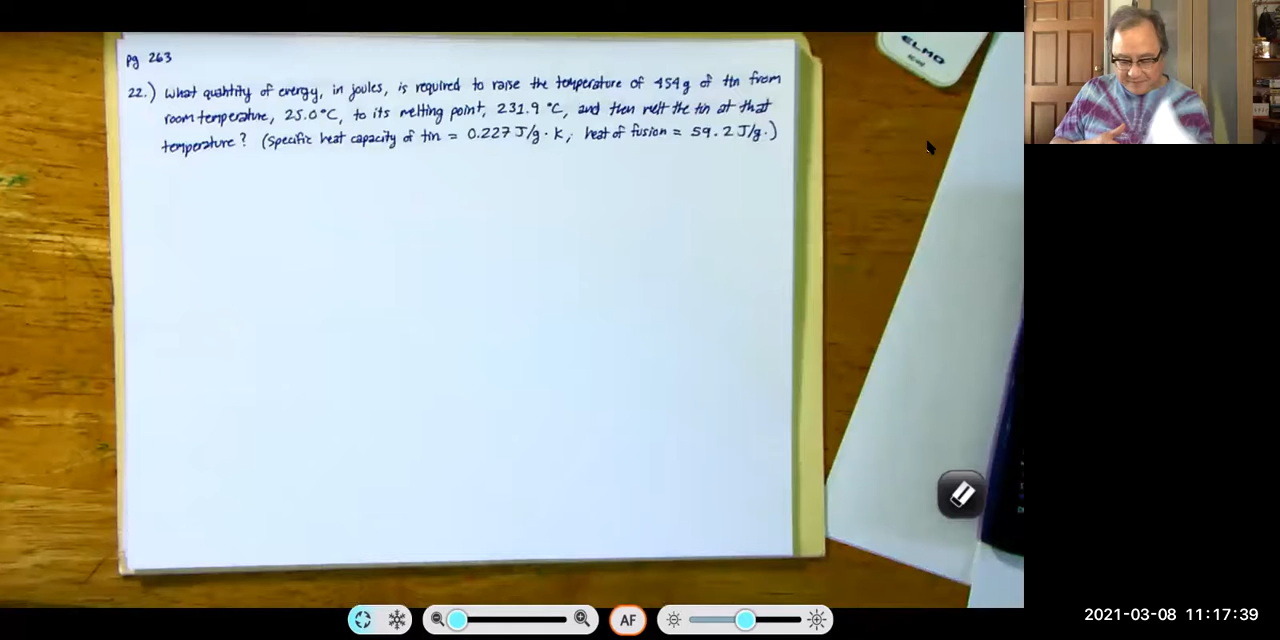 ELMO
pg 263
22.) What quantity of energy, in joules, is required to raise the temperature of 454g of tin from
room temperature, 25.0°C, to its melting point, 231.9 °C, and then melt the tin at that
temperature? (Specific heat capacity of tin = 0.227 J/g·K, heat of fusion = 59.2 J/g.)
AF
2021-03-08 11:17:39